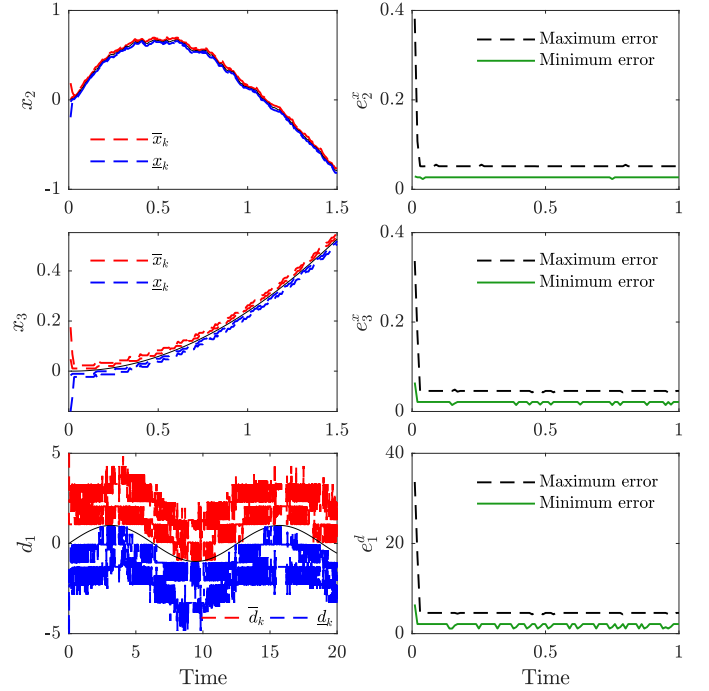 1
0
-1
x₂
x̅ₖ
x̲ₖ
0 0.5 1 1.5
0.4
0.2
0
e₂ˣ
Maximum error
Minimum error
0 0.5 1
0.4
0.2
0
x₃
x̅ₖ
x̲ₖ
0 0.5 1 1.5
0.4
0.2
0
e₃ˣ
Maximum error
Minimum error
0 0.5 1
5
0
-5
d₁
d̅ₖ d̲ₖ
0 5 10 15 20
Time
40
20
0
e₁ᵈ
Maximum error
Minimum error
0 0.5 1
Time